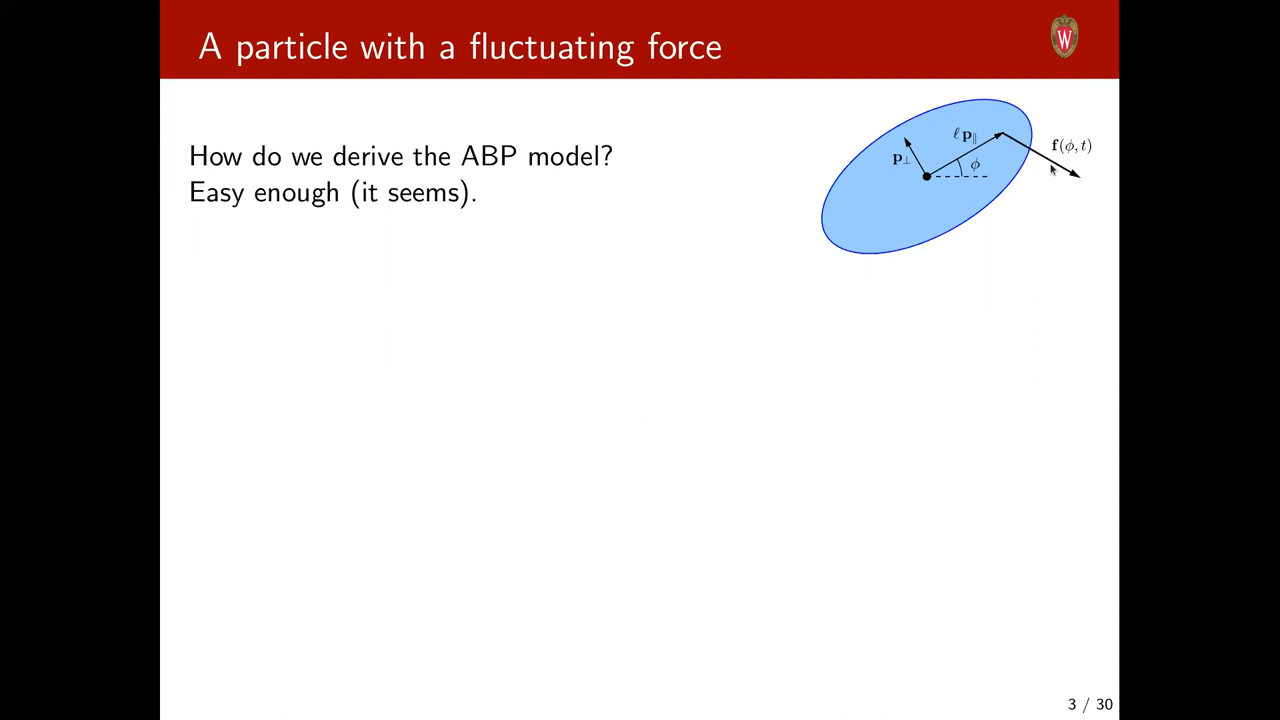 A particle with a fluctuating force
W
How do we derive the ABP model?
Easy enough (it seems).
ℓ p∥
p⊥
ϕ
f(ϕ, t)
3 / 30